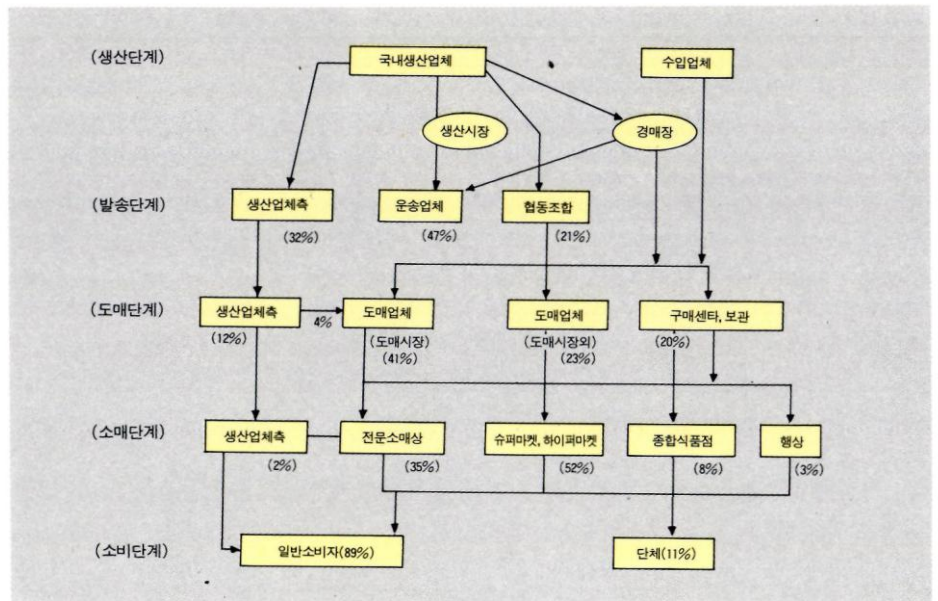 (생산단계)
국내생산업체
수입업체
생산시장
경매장
(발송단계)
생산업체측
운송업체
협동조합
(32%)
(47%)
(21%)
(도매단계)
생산업체측
4%
도매업체
도매업체
구매센타, 보관
(12%)
(도매시장)
(도매시장외)
(20%)
(41%)
(23%)
(소매단계)
생산업체측
전문소매상
슈퍼마켓, 하이퍼마켓
종합식품점
행상
(2%)
(35%)
(52%)
(8%)
(3%)
(소비단계)
일반소비자(89%)
단체(11%)